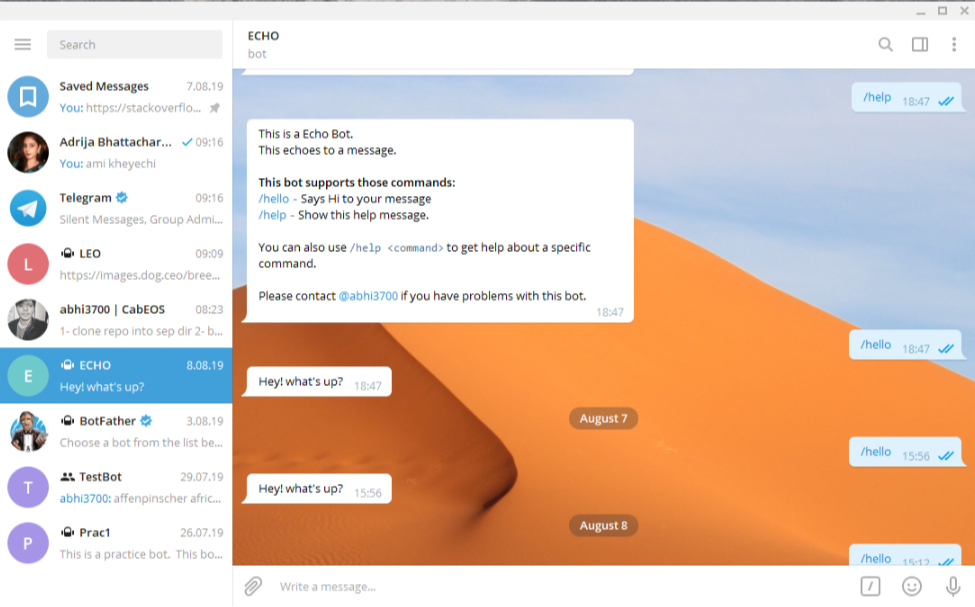 Search
Saved Messages 7.08.19
You: https://stackoverflo...
Adrija Bhattachar... 09:16
You: ami kheyechi
Telegram 09:16
Silent Messages, Group Admi...
L
LEO 09:09
https://images.dog.ceo/bree...
abhi3700 | CabEOS 08:23
1- clone repo into sep dir 2- b...
E
ECHO 8.08.19
Hey! what's up?
BotFather 3.08.19
Choose a bot from the list be...
T
TestBot 29.07.19
abhi3700: affenpinscher afric...
P
Prac1 26.07.19
This is a practice bot. This bo...
ECHO
bot
/help 18:47
This is a Echo Bot.
This echoes to a message.
This bot supports those commands:
/hello - Says Hi to your message
/help - Show this help message.
You can also use /help <command> to get help about a specific
command.
Please contact @abhi3700 if you have problems with this bot.
18:47
/hello 18:47
Hey! what's up? 18:47
August 7
/hello 15:56
Hey! what's up? 15:56
August 8
/hello 15:12
Write a message...